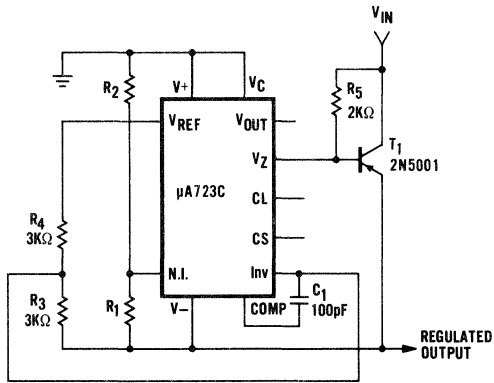 V_IN
R_2
V+
V_C
R_5
2KΩ
V_REF
V_OUT
T_1
2N5001
V_Z
µA723C
CL
R_4
3KΩ
CS
N.I.
Inv
R_3
3KΩ
R_1
V−
COMP
C_1
100pF
REGULATED
OUTPUT